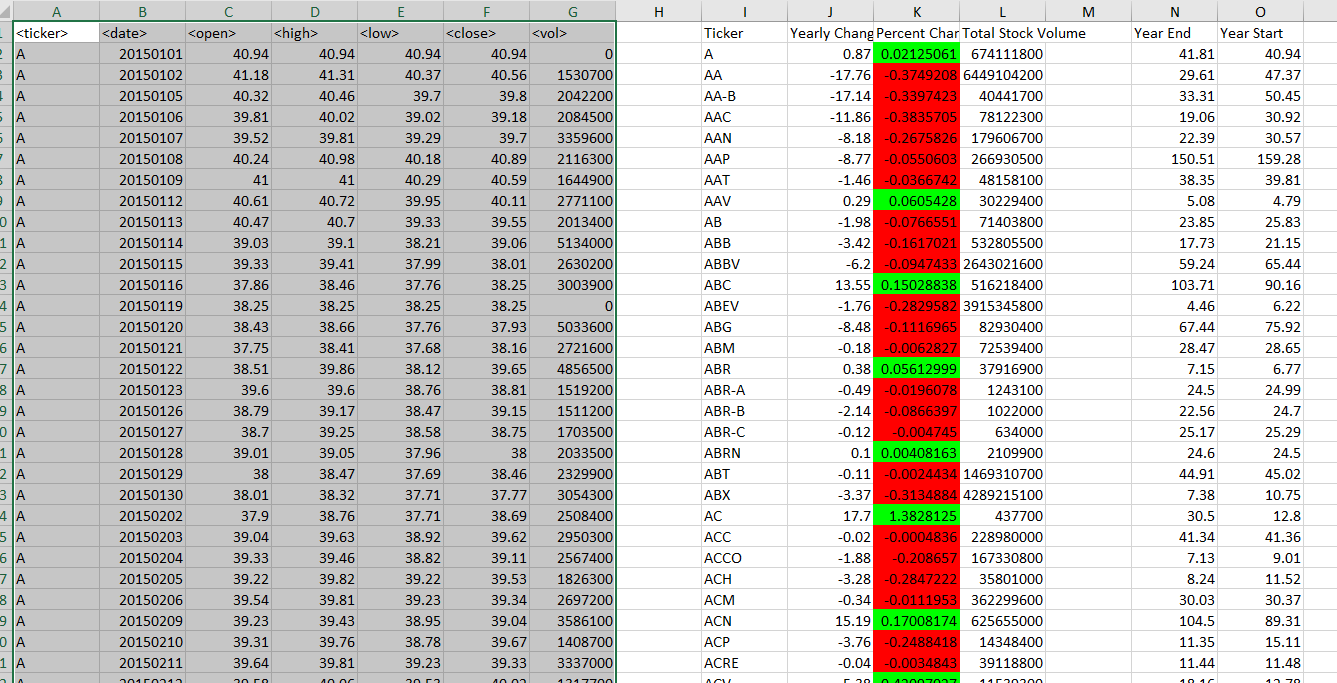 A B C D E F G H I J K L M N O
<ticker> <date> <open> <high> <low> <close> <vol> Ticker Yearly Chang Percent Char Total Stock Volume Year End Year Start
A 20150101 40.94 40.94 40.94 40.94 0 A 0.87 0.02125061 674111800 41.81 40.94
A 20150102 41.18 41.31 40.37 40.56 1530700 AA -17.76 -0.3749208 6449104200 29.61 47.37
A 20150105 40.32 40.46 39.7 39.8 2042200 AA-B -17.14 -0.3397423 40441700 33.31 50.45
A 20150106 39.81 40.02 39.02 39.18 2084500 AAC -11.86 -0.3835705 78122300 19.06 30.92
A 20150107 39.52 39.81 39.29 39.7 3359600 AAN -8.18 -0.2675826 179606700 22.39 30.57
A 20150108 40.24 40.98 40.18 40.89 2116300 AAP -8.77 -0.0550603 266930500 150.51 159.28
A 20150109 41 41 40.29 40.59 1644900 AAT -1.46 -0.0366742 48158100 38.35 39.81
A 20150112 40.61 40.72 39.95 40.11 2771100 AAV 0.29 0.0605428 30229400 5.08 4.79
A 20150113 40.47 40.7 39.33 39.55 2013400 AB -1.98 -0.0766551 71403800 23.85 25.83
A 20150114 39.03 39.1 38.21 39.06 5134000 ABB -3.42 -0.1617021 532805500 17.73 21.15
A 20150115 39.33 39.41 37.99 38.01 2630200 ABBV -6.2 -0.0947433 2643021600 59.24 65.44
A 20150116 37.86 38.46 37.76 38.25 3003900 ABC 13.55 0.15028838 516218400 103.71 90.16
A 20150119 38.25 38.25 38.25 38.25 0 ABEV -1.76 -0.2829582 3915345800 4.46 6.22
A 20150120 38.43 38.66 37.76 37.93 5033600 ABG -8.48 -0.1116965 82930400 67.44 75.92
A 20150121 37.75 38.41 37.68 38.16 2721600 ABM -0.18 -0.0062827 72539400 28.47 28.65
A 20150122 38.51 39.86 38.12 39.65 4856500 ABR 0.38 0.05612999 37916900 7.15 6.77
A 20150123 39.6 39.6 38.76 38.81 1519200 ABR-A -0.49 -0.0196078 1243100 24.5 24.99
A 20150126 38.79 39.17 38.47 39.15 1511200 ABR-B -2.14 -0.0866397 1022000 22.56 24.7
A 20150127 38.7 39.25 38.58 38.75 1703500 ABR-C -0.12 -0.004745 634000 25.17 25.29
A 20150128 39.01 39.05 37.96 38 2033500 ABRN 0.1 0.00408163 2109900 24.6 24.5
A 20150129 38 38.47 37.69 38.46 2329900 ABT -0.11 -0.0024434 1469310700 44.91 45.02
A 20150130 38.01 38.32 37.71 37.77 3054300 ABX -3.37 -0.3134884 4289215100 7.38 10.75
A 20150202 37.9 38.76 37.71 38.69 2508400 AC 17.7 1.3828125 437700 30.5 12.8
A 20150203 39.04 39.63 38.92 39.62 2950300 ACC -0.02 -0.0004836 228980000 41.34 41.36
A 20150204 39.33 39.46 38.82 39.11 2567400 ACCO -1.88 -0.208657 167330800 7.13 9.01
A 20150205 39.22 39.82 39.22 39.53 1826300 ACH -3.28 -0.2847222 35801000 8.24 11.52
A 20150206 39.54 39.81 39.23 39.34 2697200 ACM -0.34 -0.0111953 362299600 30.03 30.37
A 20150209 39.23 39.43 38.95 39.04 3586100 ACN 15.19 0.17008174 625655000 104.5 89.31
A 20150210 39.31 39.76 38.78 39.67 1408700 ACP -3.76 -0.2488418 14348400 11.35 15.11
A 20150211 39.64 39.81 39.23 39.33 3337000 ACRE -0.04 -0.0034843 39118800 11.44 11.48